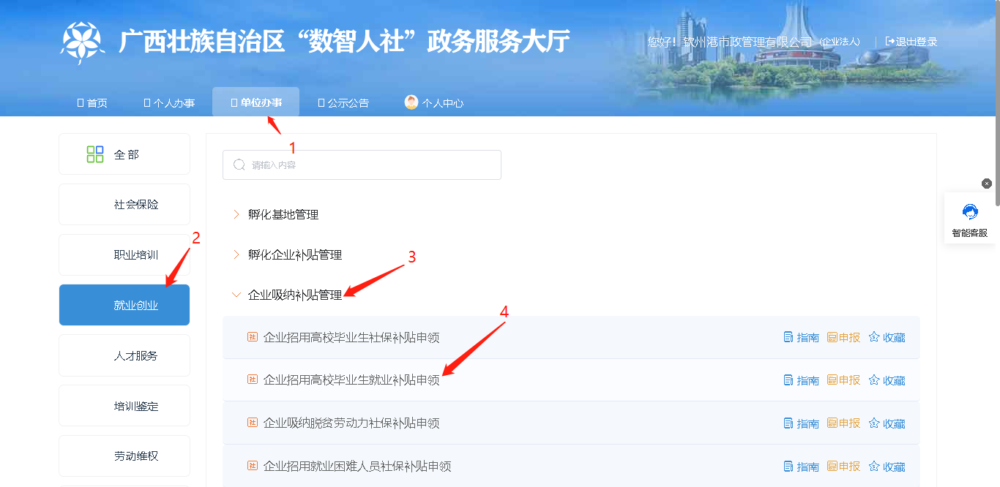 广西壮族自治区“数智人社”政务服务大厅
您好！钦州港市政管理有限公司 (企业法人) 退出登录
首页 个人办事 单位办事 公示公告 个人中心
1
全部
请输入内容
社会保险
孵化基地管理
智能客服
2
职业培训
孵化企业补贴管理
3
就业创业
企业吸纳补贴管理
4
社 企业招用高校毕业生社保补贴申领 指南 申报 收藏
人才服务
社 企业招用高校毕业生就业补贴申领 指南 申报 收藏
培训鉴定
社 企业吸纳脱贫劳动力社保补贴申领 指南 申报 收藏
劳动维权
社 企业招用就业困难人员社保补贴申领 指南 申报 收藏